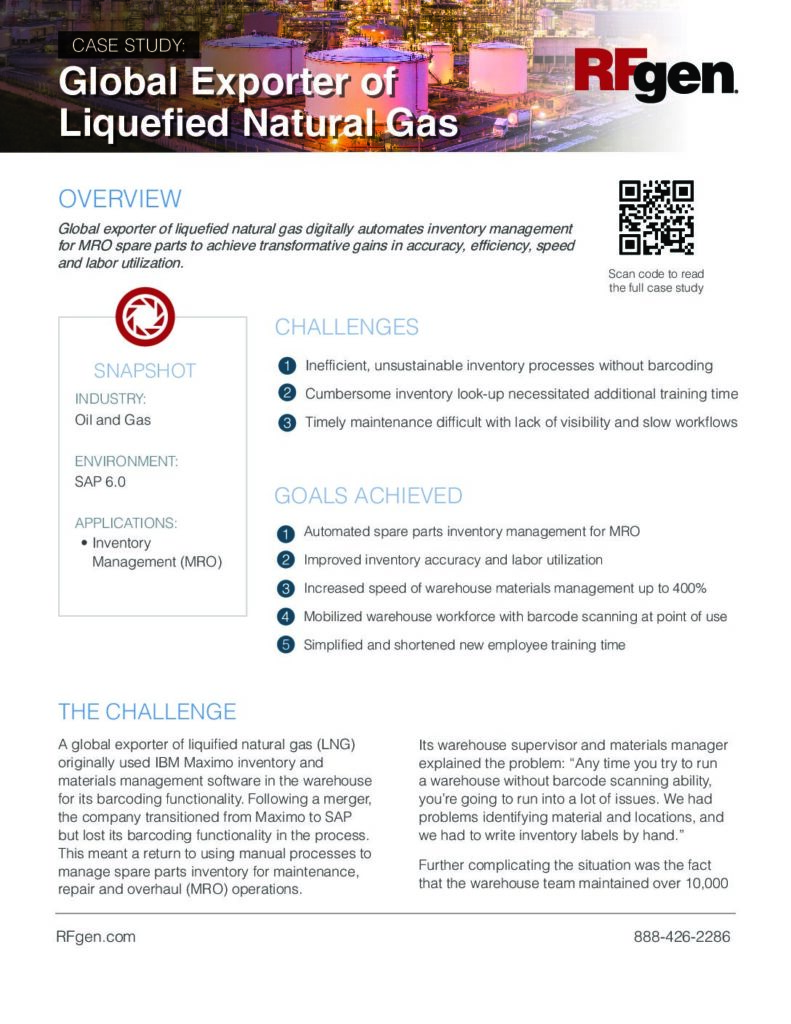 CASE STUDY:
Global Exporter of
Liquefied Natural Gas
RFgen.
OVERVIEW
Global exporter of liquefied natural gas digitally automates inventory management
for MRO spare parts to achieve transformative gains in accuracy, efficiency, speed
and labor utilization.
Scan code to read
the full case study
SNAPSHOT
INDUSTRY:
Oil and Gas
ENVIRONMENT:
SAP 6.0
APPLICATIONS:
• Inventory
Management (MRO)
CHALLENGES
1 Inefficient, unsustainable inventory processes without barcoding
2 Cumbersome inventory look-up necessitated additional training time
3 Timely maintenance difficult with lack of visibility and slow workflows
GOALS ACHIEVED
1 Automated spare parts inventory management for MRO
2 Improved inventory accuracy and labor utilization
3 Increased speed of warehouse materials management up to 400%
4 Mobilized warehouse workforce with barcode scanning at point of use
5 Simplified and shortened new employee training time
THE CHALLENGE
A global exporter of liquified natural gas (LNG)
originally used IBM Maximo inventory and
materials management software in the warehouse
for its barcoding functionality. Following a merger,
the company transitioned from Maximo to SAP
but lost its barcoding functionality in the process.
This meant a return to using manual processes to
manage spare parts inventory for maintenance,
repair and overhaul (MRO) operations.
Its warehouse supervisor and materials manager
explained the problem: “Any time you try to run
a warehouse without barcode scanning ability,
you’re going to run into a lot of issues. We had
problems identifying material and locations, and
we had to write inventory labels by hand.”
Further complicating the situation was the fact
that the warehouse team maintained over 10,000
RFgen.com
888-426-2286